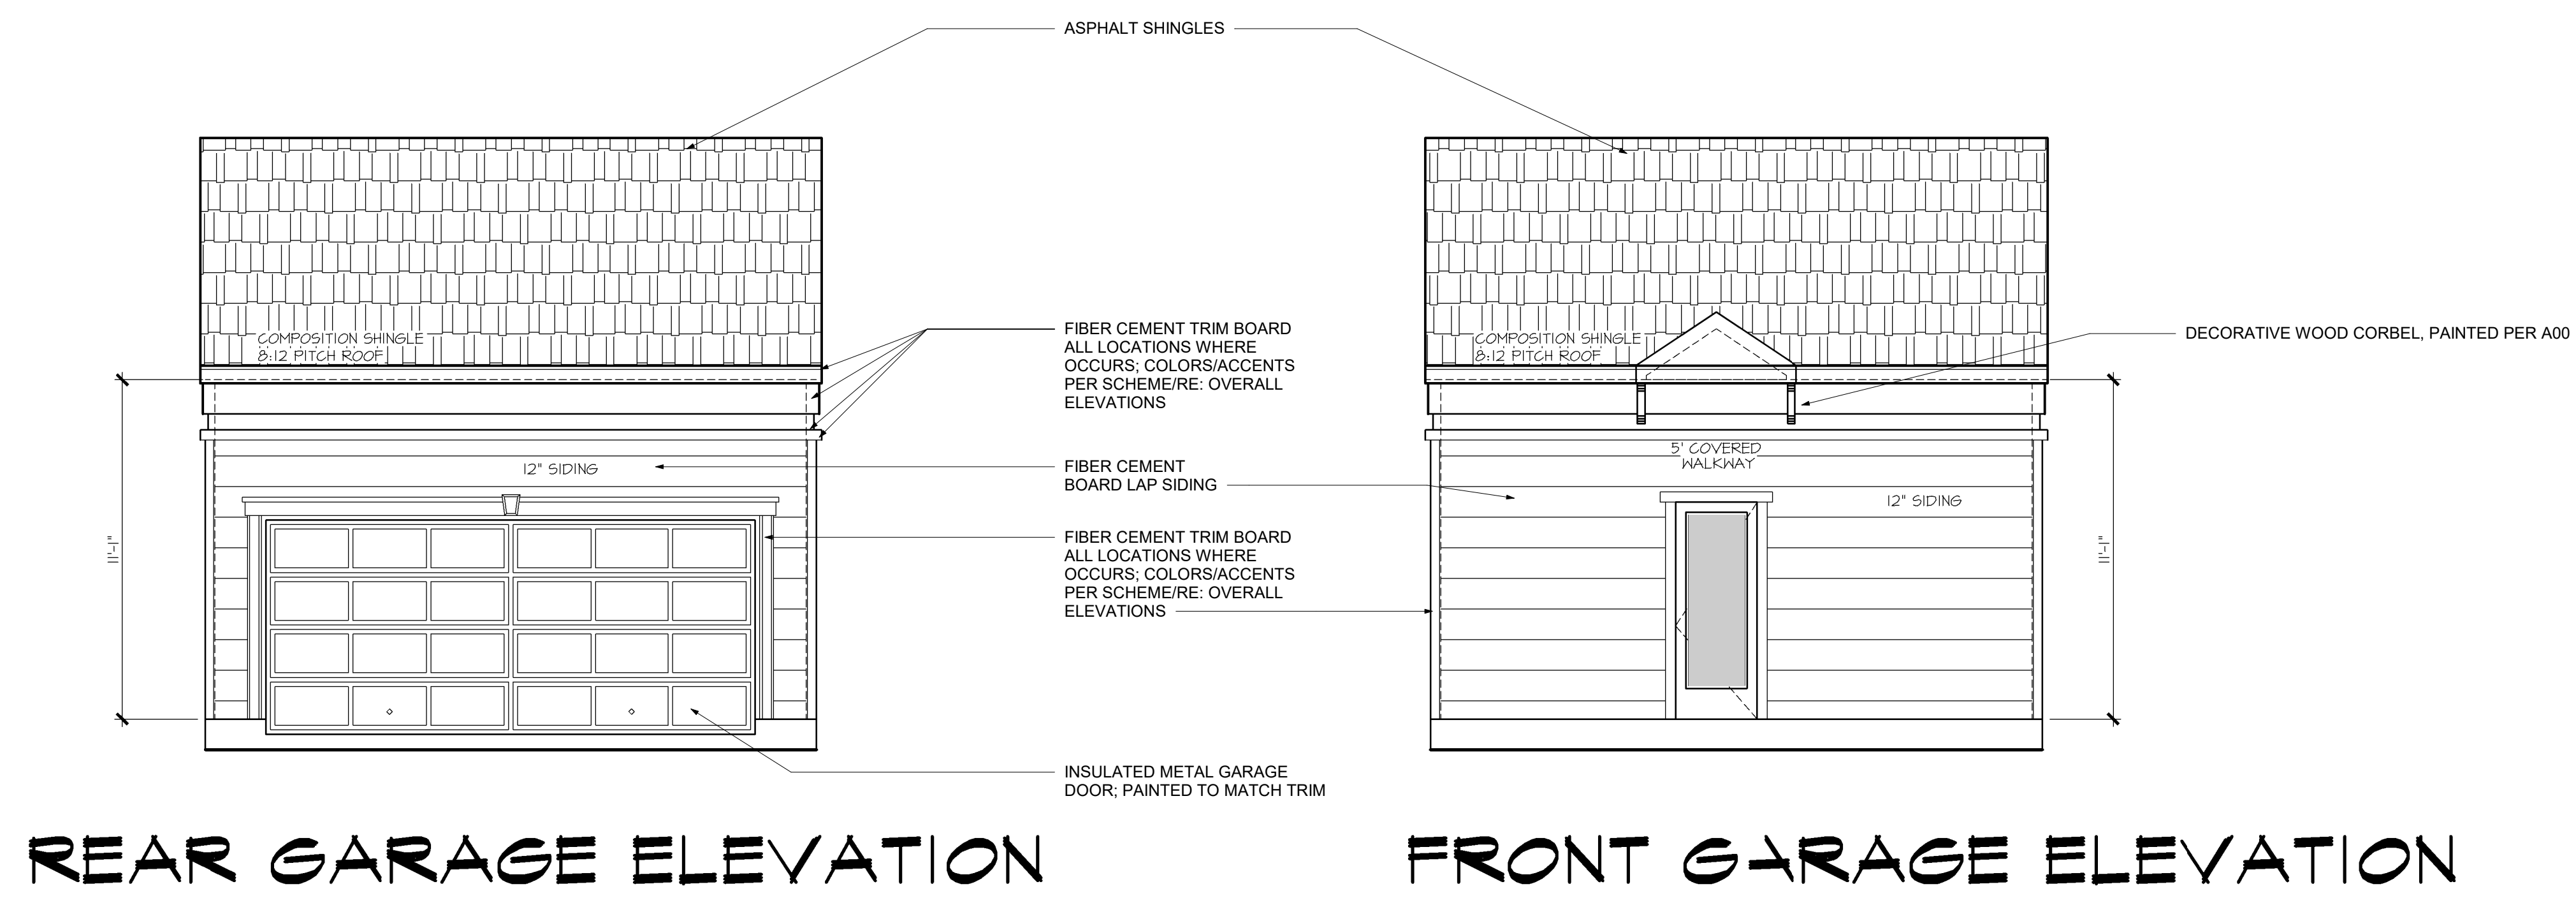 ASPHALT SHINGLES
COMPOSITION SHINGLE
8:12 PITCH ROOF
11'-1"
12" SIDING
FIBER CEMENT TRIM BOARD
ALL LOCATIONS WHERE
OCCURS; COLORS/ACCENTS
PER SCHEME/RE: OVERALL
ELEVATIONS
FIBER CEMENT
BOARD LAP SIDING
FIBER CEMENT TRIM BOARD
ALL LOCATIONS WHERE
OCCURS; COLORS/ACCENTS
PER SCHEME/RE: OVERALL
ELEVATIONS
INSULATED METAL GARAGE
DOOR; PAINTED TO MATCH TRIM
COMPOSITION SHINGLE
8:12 PITCH ROOF
DECORATIVE WOOD CORBEL, PAINTED PER A00
5' COVERED
WALKWAY
12" SIDING
11'-1"
REAR GARAGE ELEVATION
FRONT GARAGE ELEVATION